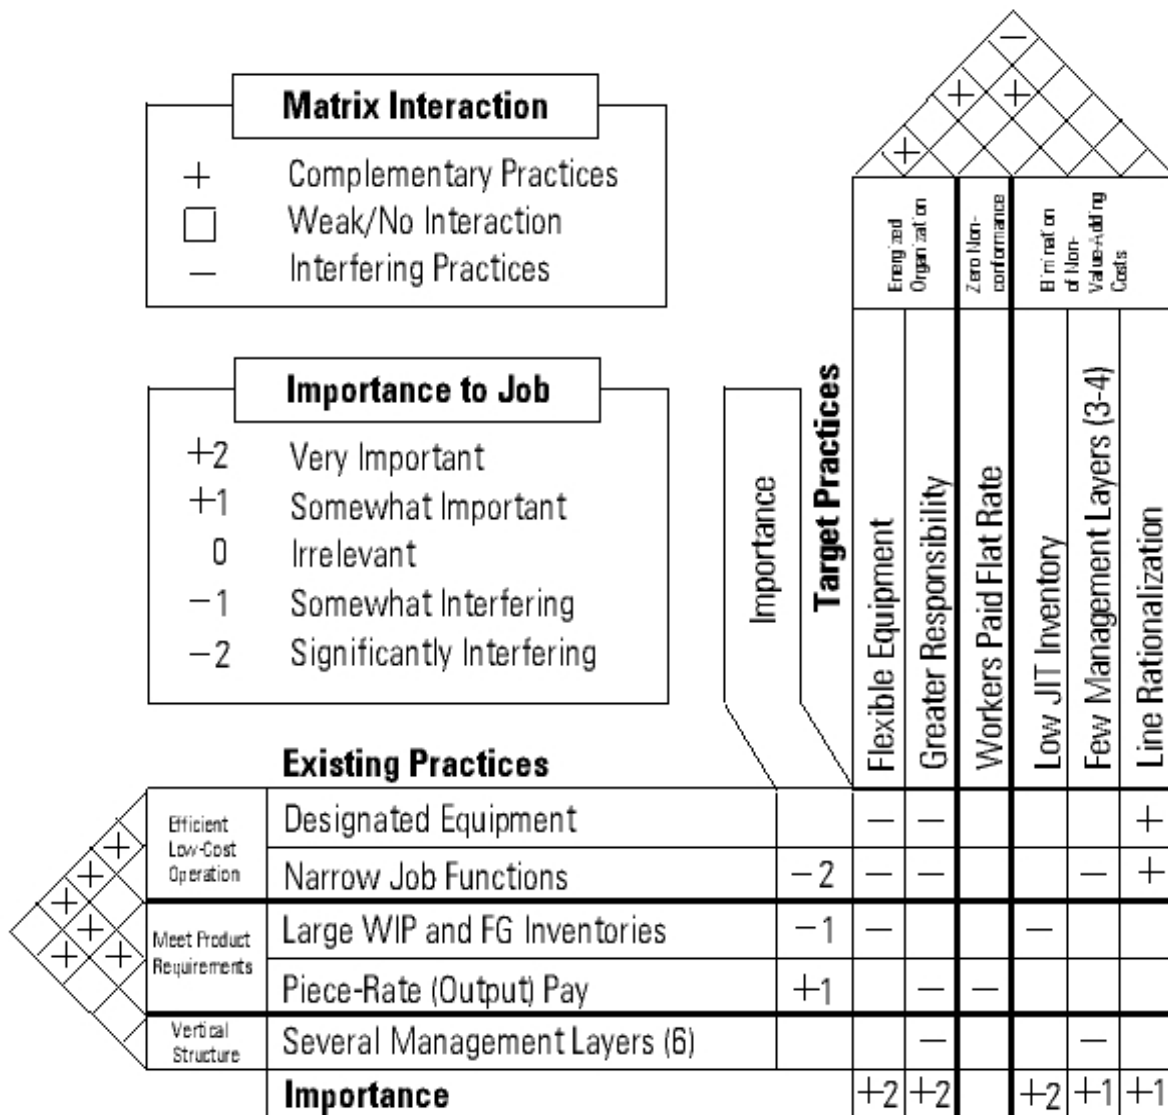 Matrix Interaction
+ Complementary Practices
Weak/No Interaction
− Interfering Practices
Importance to Job
+2 Very Important
+1 Somewhat Important
0 Irrelevant
−1 Somewhat Interfering
−2 Significantly Interfering
−
+ +
+
Energized
Organization
Zero Non-
conformance
Elimination
of Non-
Value-Adding
Costs
Importance
Target Practices
Flexible Equipment
Greater Responsibility
Workers Paid Flat Rate
Low JIT Inventory
Few Management Layers (3-4)
Line Rationalization
Existing Practices
Efficient
Low-Cost
Operation
Designated Equipment − − +
Narrow Job Functions −2 − − − +
Meet Product
Requirements
Large WIP and FG Inventories −1 − −
Piece-Rate (Output) Pay +1 − −
Vertical
Structure
Several Management Layers (6) − −
+
+
+
+
+ +
Importance +2 +2 +2 +1 +1